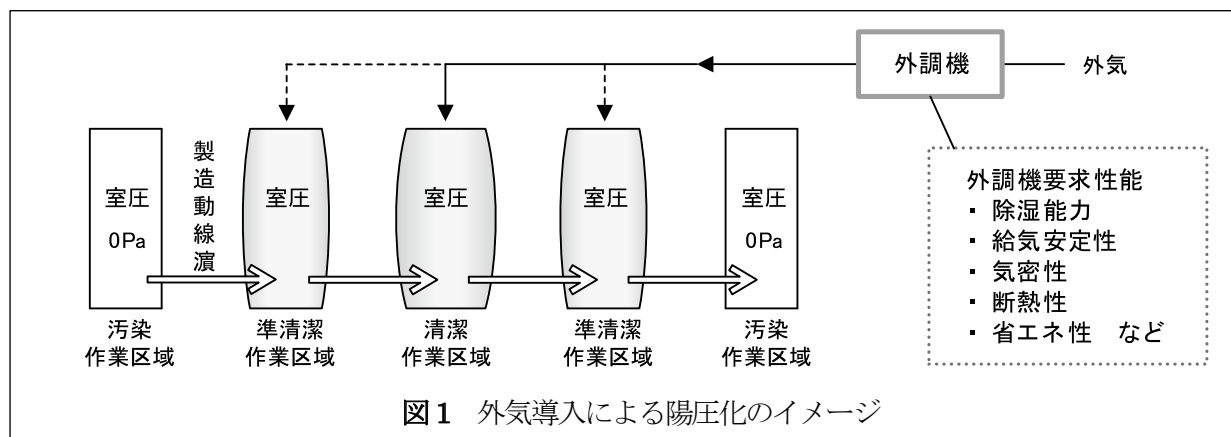 外調機
外気
製造動線濵
室圧
0Pa
室圧
室圧
室圧
室圧
0Pa
汚染
作業区域
準清潔
作業区域
清潔
作業区域
準清潔
作業区域
汚染
作業区域
外調機要求性能
・ 除湿能力
・ 給気安定性
・ 気密性
・ 断熱性
・ 省エネ性 など
図1 外気導入による陽圧化のイメージ